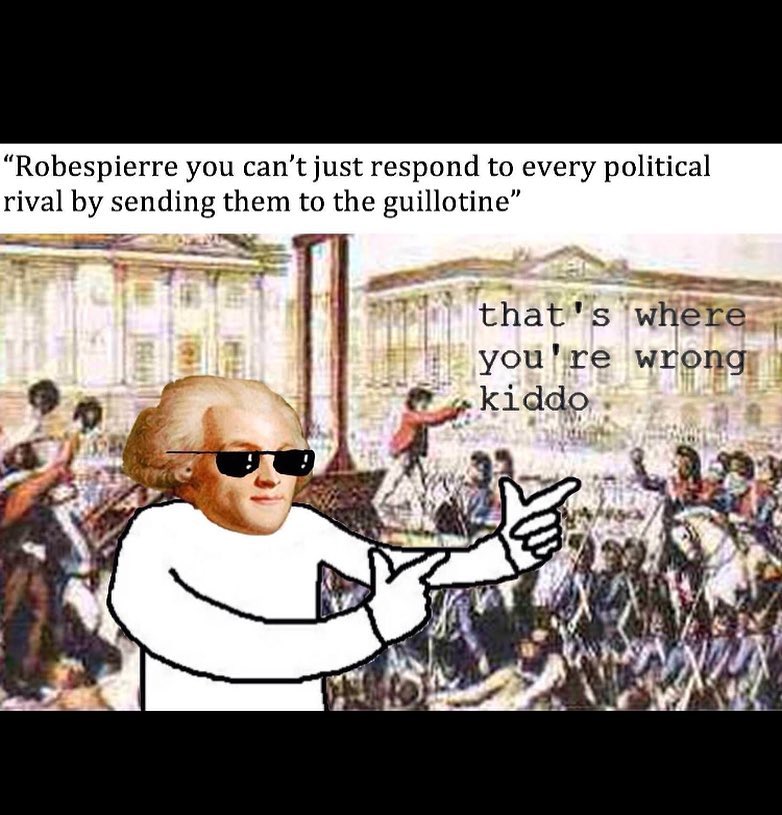 “Robespierre you can’t just respond to every political
rival by sending them to the guillotine”
that's where
you're wrong
kiddo